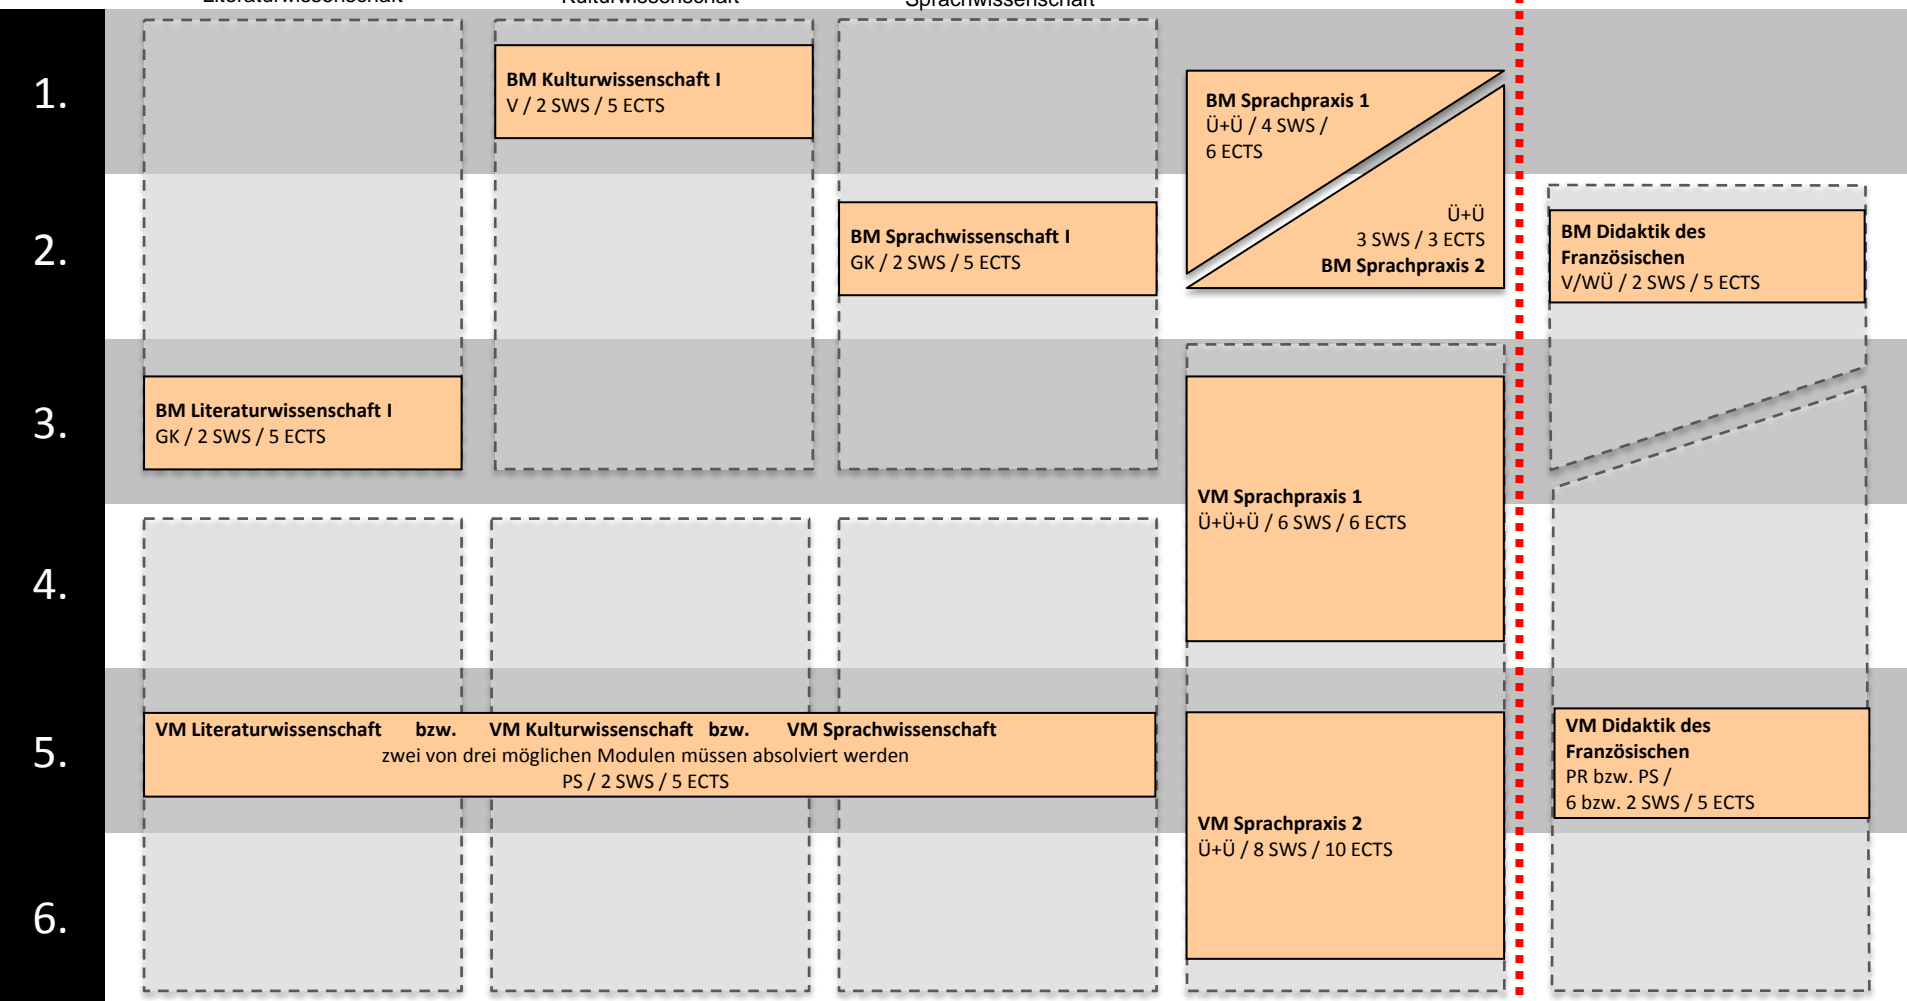 Literaturwissenschaft
Kulturwissenschaft
Sprachwissenschaft
1.
BM Kulturwissenschaft I
V / 2 SWS / 5 ECTS
BM Sprachpraxis 1
Ü+Ü / 4 SWS /
6 ECTS
2.
BM Sprachwissenschaft I
GK / 2 SWS / 5 ECTS
Ü+Ü
3 SWS / 3 ECTS
BM Sprachpraxis 2
BM Didaktik des
Französischen
V/WÜ / 2 SWS / 5 ECTS
3.
BM Literaturwissenschaft I
GK / 2 SWS / 5 ECTS
VM Sprachpraxis 1
Ü+Ü+Ü / 6 SWS / 6 ECTS
4.
5.
VM Literaturwissenschaft bzw. VM Kulturwissenschaft bzw. VM Sprachwissenschaft
zwei von drei möglichen Modulen müssen absolviert werden
PS / 2 SWS / 5 ECTS
VM Didaktik des
Französischen
PR bzw. PS /
6 bzw. 2 SWS / 5 ECTS
VM Sprachpraxis 2
Ü+Ü / 8 SWS / 10 ECTS
6.